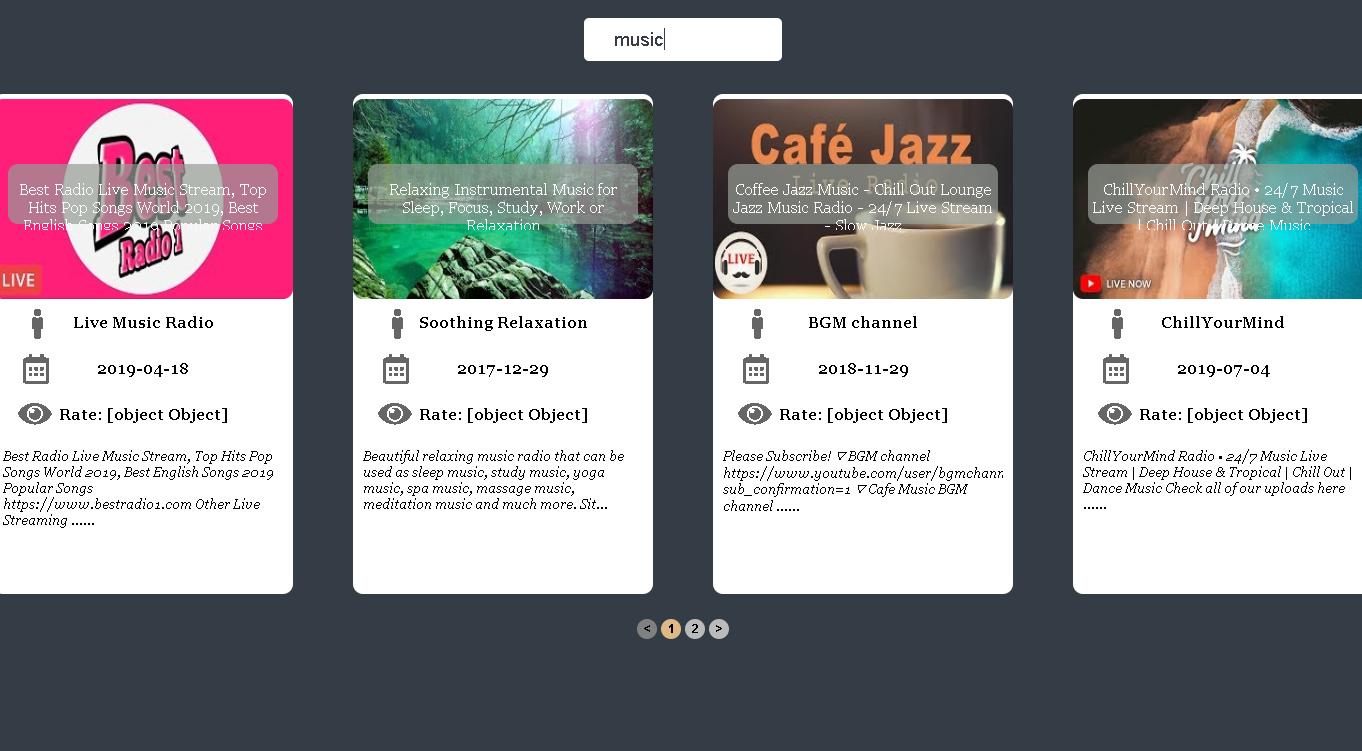 music
Best
Radio 1
Best Radio Live Music Stream, Top
Hits Pop Songs World 2019, Best
English Songs 2019 Popular Songs
LIVE
Live Music Radio
2019-04-18
Rate: [object Object]
Best Radio Live Music Stream, Top Hits Pop
Songs World 2019, Best English Songs 2019
Popular Songs
https://www.bestradio1.com Other Live
Streaming ......
Relaxing Instrumental Music for
Sleep, Focus, Study, Work or
Relaxation
Soothing Relaxation
2017-12-29
Rate: [object Object]
Beautiful relaxing music radio that can be
used as sleep music, study music, yoga
music, spa music, massage music,
meditation music and much more. Sit...
Café Jazz
Live Radio
Coffee Jazz Music - Chill Out Lounge
Jazz Music Radio - 24/7 Live Stream
- Slow Jazz
LIVE
BGM channel
2018-11-29
Rate: [object Object]
Please Subscribe! ▽BGM channel
https://www.youtube.com/user/bgmchann
sub_confirmation=1 ▽Cafe Music BGM
channel ......
Chill
Your
ChillYourMind Radio • 24/7 Music
Live Stream | Deep House & Tropical
| Chill Out | Dance Music
LIVE NOW
ChillYourMind
2019-07-04
Rate: [object Object]
ChillYourMind Radio • 24/7 Music Live
Stream | Deep House & Tropical | Chill Out |
Dance Music Check all of our uploads here
......
< 1 2 >